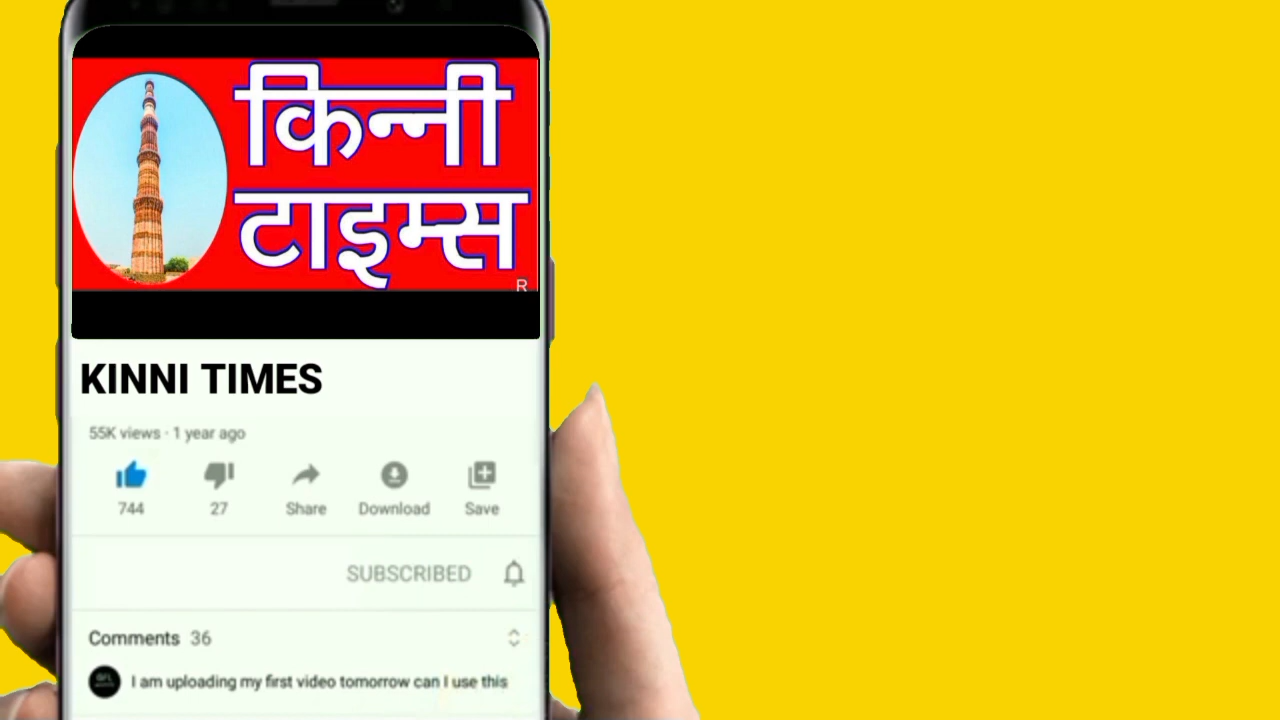 किन्नी
टाइम्स
R
KINNI TIMES
55K views · 1 year ago
744 27 Share Download Save
SUBSCRIBED
Comments 36
I am uploading my first video tomorrow can I use this